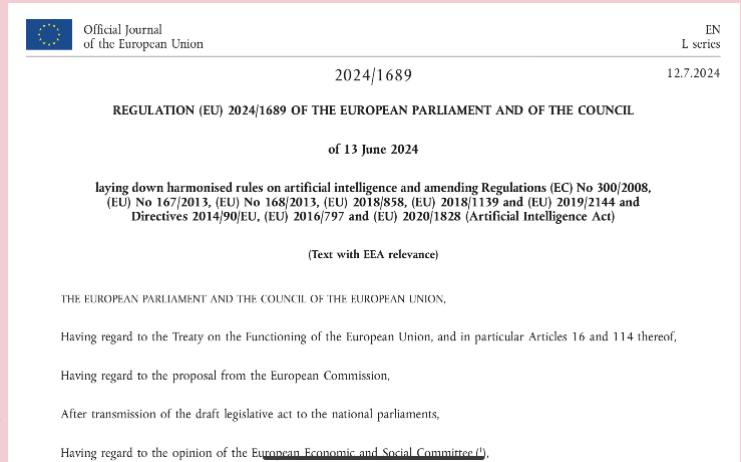 Official Journal
of the European Union
EN
L series
2024/1689
12.7.2024
REGULATION (EU) 2024/1689 OF THE EUROPEAN PARLIAMENT AND OF THE COUNCIL
of 13 June 2024
laying down harmonised rules on artificial intelligence and amending Regulations (EC) No 300/2008,
(EU) No 167/2013, (EU) No 168/2013, (EU) 2018/858, (EU) 2018/1139 and (EU) 2019/2144 and
Directives 2014/90/EU, (EU) 2016/797 and (EU) 2020/1828 (Artificial Intelligence Act)
(Text with EEA relevance)
THE EUROPEAN PARLIAMENT AND THE COUNCIL OF THE EUROPEAN UNION,
Having regard to the Treaty on the Functioning of the European Union, and in particular Articles 16 and 114 thereof,
Having regard to the proposal from the European Commission,
After transmission of the draft legislative act to the national parliaments,
Having regard to the opinion of the European Economic and Social Committee (¹),